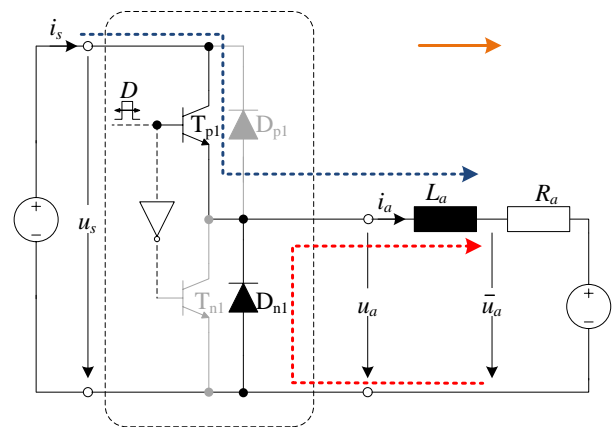 i_s
D
T_p1
D_p1
i_a
L_a
R_a
+
−
u_s
T_n1
D_n1
u_a
ū_a
+
−